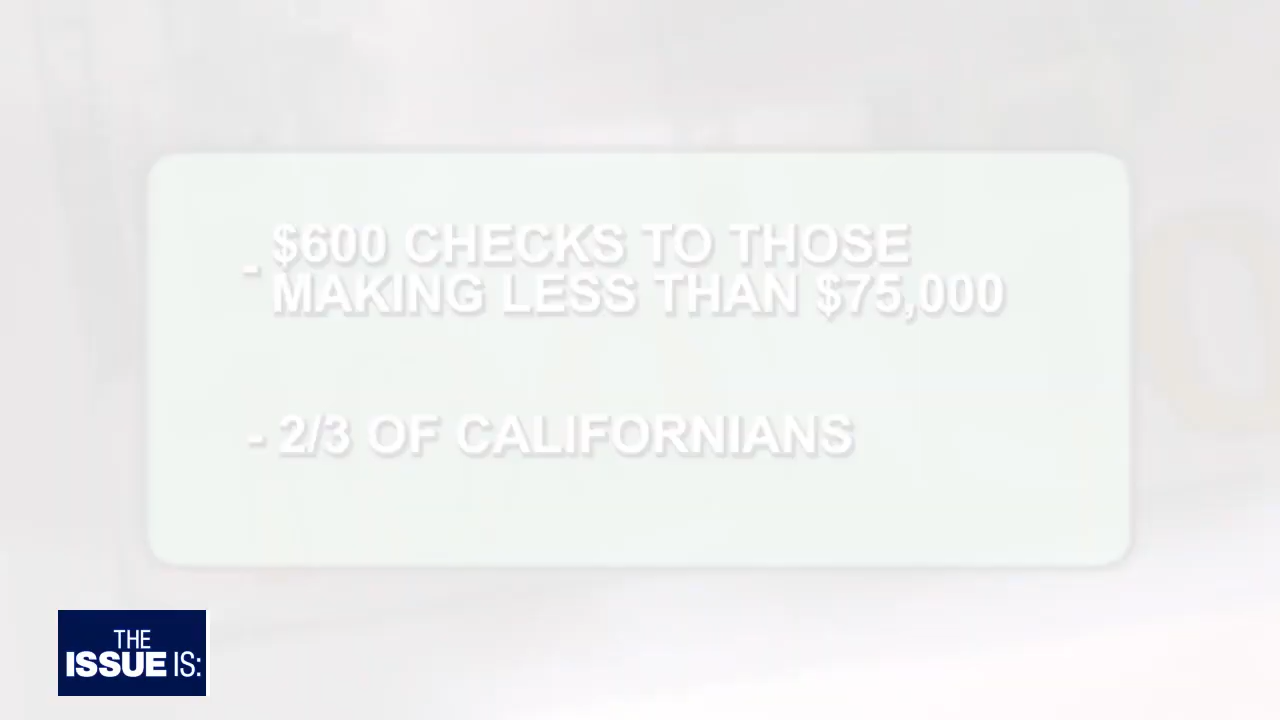 - $600 CHECKS TO THOSE
MAKING LESS THAN $75,000
- 2/3 OF CALIFORNIANS
THE
ISSUE IS: